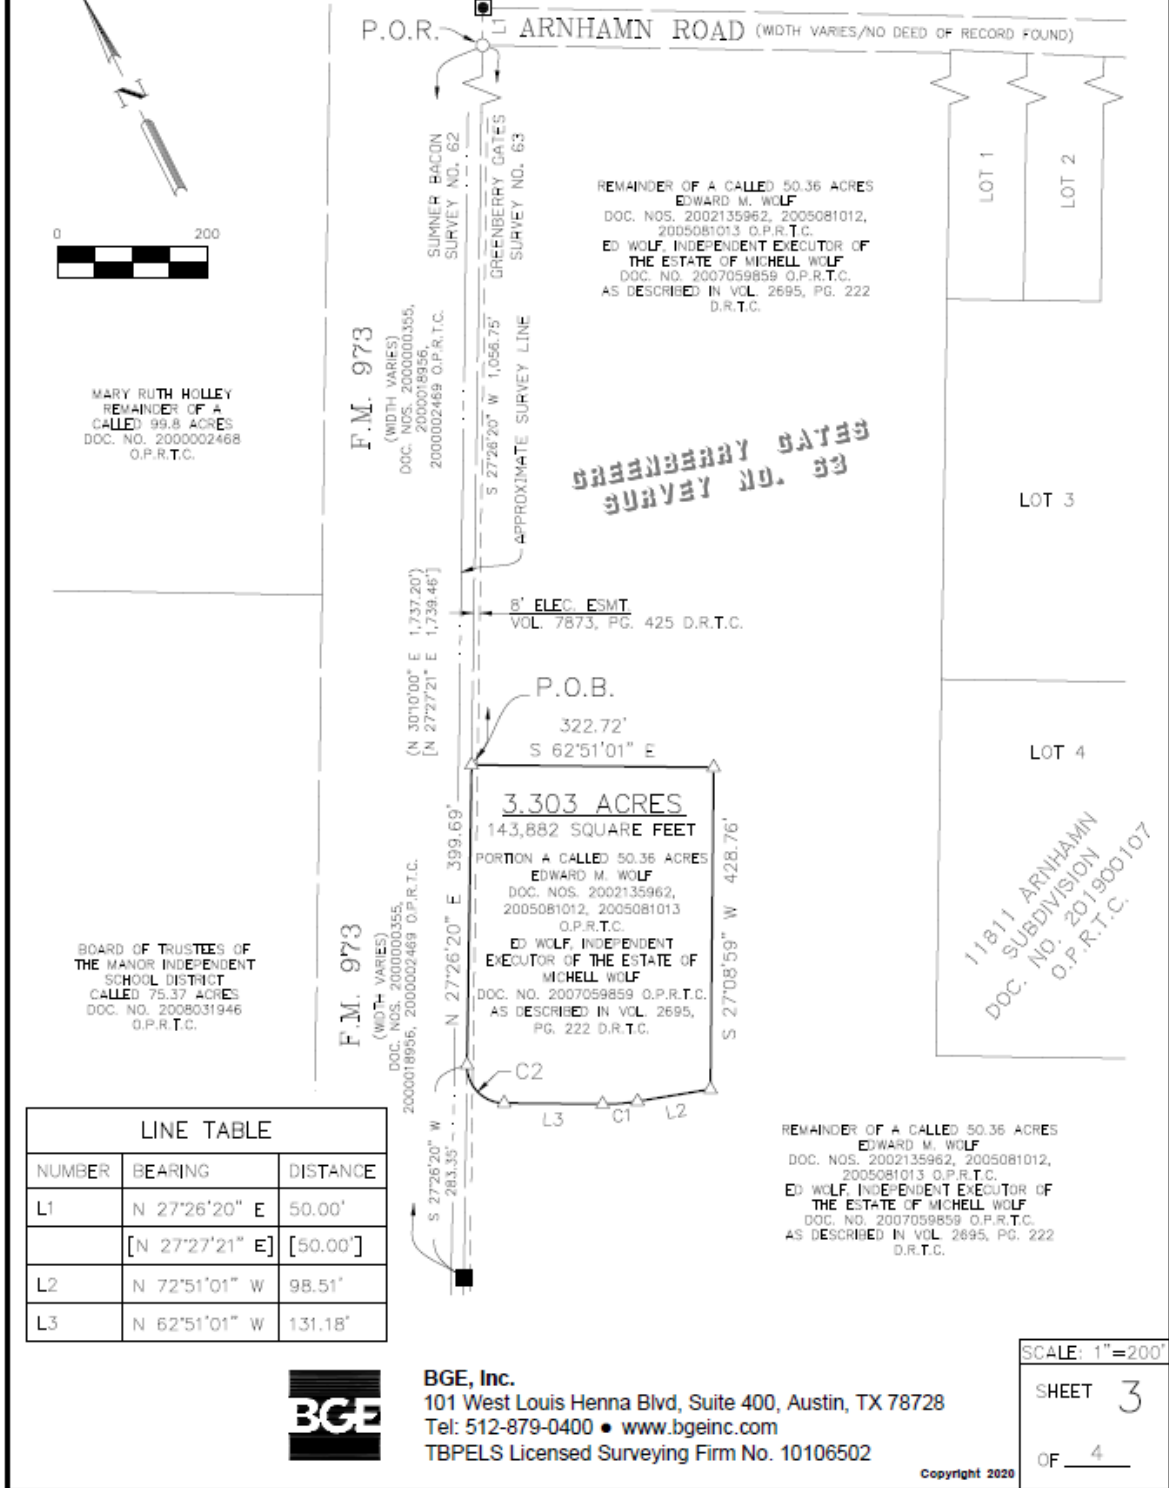 P.O.R.
L1
ARNHAMN ROAD (WIDTH VARIES/NO DEED OF RECORD FOUND)
N
0 200
SUMNER BACON
SURVEY NO. 62
GREENBERRY GATES
SURVEY NO. 63
REMAINDER OF A CALLED 50.36 ACRES
EDWARD M. WOLF
DOC. NOS. 2002135962, 2005081012,
2005081013 O.P.R.T.C.
ED WOLF, INDEPENDENT EXECUTOR OF
THE ESTATE OF MICHELL WOLF
DOC. NO. 2007059859 O.P.R.T.C.
AS DESCRIBED IN VOL. 2695, PG. 222
D.R.T.C.
LOT 1
LOT 2
F.M. 973
(WIDTH VARIES)
DOC. NOS. 2000000355,
2000018956,
2000002469 O.P.R.T.C.
S 27°26'20" W 1,056.75'
APPROXIMATE SURVEY LINE
MARY RUTH HOLLEY
REMAINDER OF A
CALLED 99.8 ACRES
DOC. NO. 2000002468
O.P.R.T.C.
GREENBERRY GATES
SURVEY NO. 63
LOT 3
(N 30°10'00" E 1,737.20')
[N 27°27'21" E 1,739.46']
8' ELEC. ESMT.
VOL. 7873, PG. 425 D.R.T.C.
P.O.B.
322.72'
S 62°51'01" E
LOT 4
3.303 ACRES
143,882 SQUARE FEET
PORTION A CALLED 50.36 ACRES
EDWARD M. WOLF
DOC. NOS. 2002135962,
2005081012, 2005081013
O.P.R.T.C.
ED WOLF, INDEPENDENT
EXECUTOR OF THE ESTATE OF
MICHELL WOLF
DOC. NO. 2007059859 O.P.R.T.C.
AS DESCRIBED IN VOL. 2695,
PG. 222 D.R.T.C.
N 27°26'20" E 399.69'
S 27°08'59" W 428.76'
11811 ARNHAMN
SUBDIVISION
DOC. NO. 201900107
O.P.R.T.C.
BOARD OF TRUSTEES OF
THE MANOR INDEPENDENT
SCHOOL DISTRICT
CALLED 75.37 ACRES
DOC. NO. 2008031946
O.P.R.T.C.
F.M. 973
(WIDTH VARIES)
DOC. NOS. 2000000355,
2000018956, 2000002469 O.P.R.T.C.
C2
L3
C1
L2
S 27°26'20" W
283.35'
REMAINDER OF A CALLED 50.36 ACRES
EDWARD M. WOLF
DOC. NOS. 2002135962, 2005081012,
2005081013 O.P.R.T.C.
ED WOLF, INDEPENDENT EXECUTOR OF
THE ESTATE OF MICHELL WOLF
DOC. NO. 2007059859 O.P.R.T.C.
AS DESCRIBED IN VOL. 2695, PG. 222
D.R.T.C.
LINE TABLE
NUMBER BEARING DISTANCE
L1 N 27°26'20" E 50.00'
[N 27°27'21" E] [50.00']
L2 N 72°51'01" W 98.51'
L3 N 62°51'01" W 131.18'
BGE
BGE, Inc.
101 West Louis Henna Blvd, Suite 400, Austin, TX 78728
Tel: 512-879-0400 ● www.bgeinc.com
TBPELS Licensed Surveying Firm No. 10106502
Copyright 2020
SCALE: 1"=200'
SHEET 3
OF 4